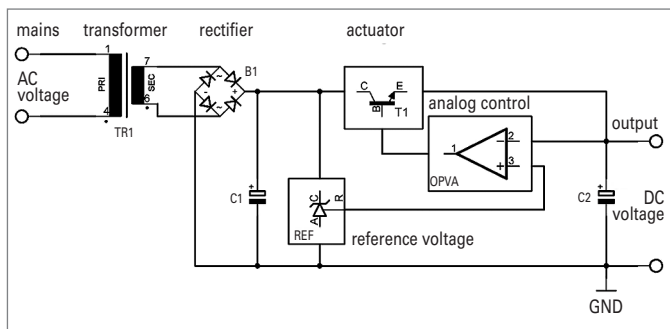 mains
transformer
rectifier
actuator
1
7
PRI
SEC
4
6
TR1
AC
voltage
B1
~
-
+
~
C
E
B
T1
analog control
1
2
-
3
+
OPVA
output
+
C1
C
A
R
REF
reference voltage
+
C2
DC
voltage
GND